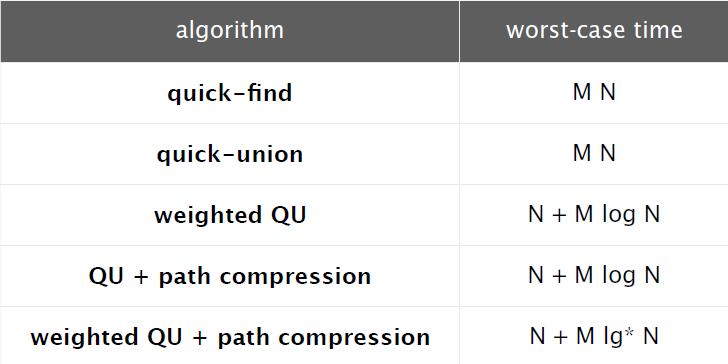 algorithm worst-case time
quick-find M N
quick-union M N
weighted QU N + M log N
QU + path compression N + M log N
weighted QU + path compression N + M lg* N